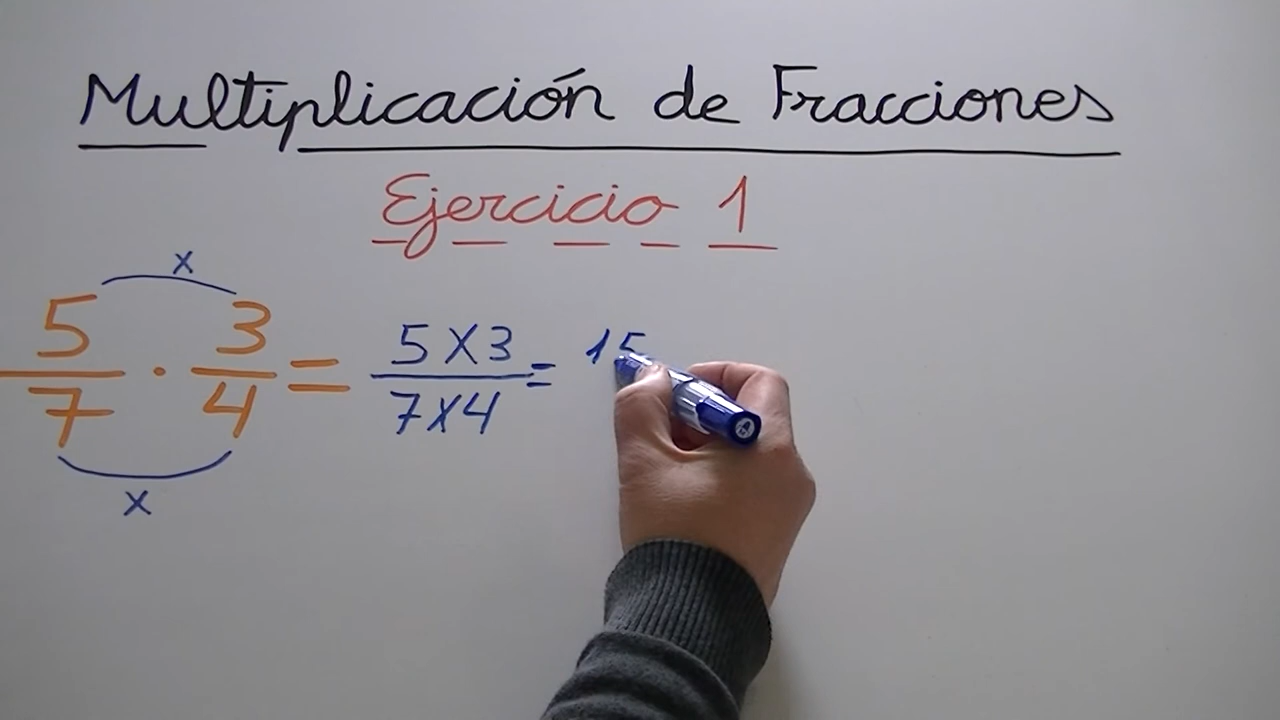 Multiplicación de Fracciones
Ejercicio 1
x
5/7 · 3/4 = 5x3/7x4 = 15
x